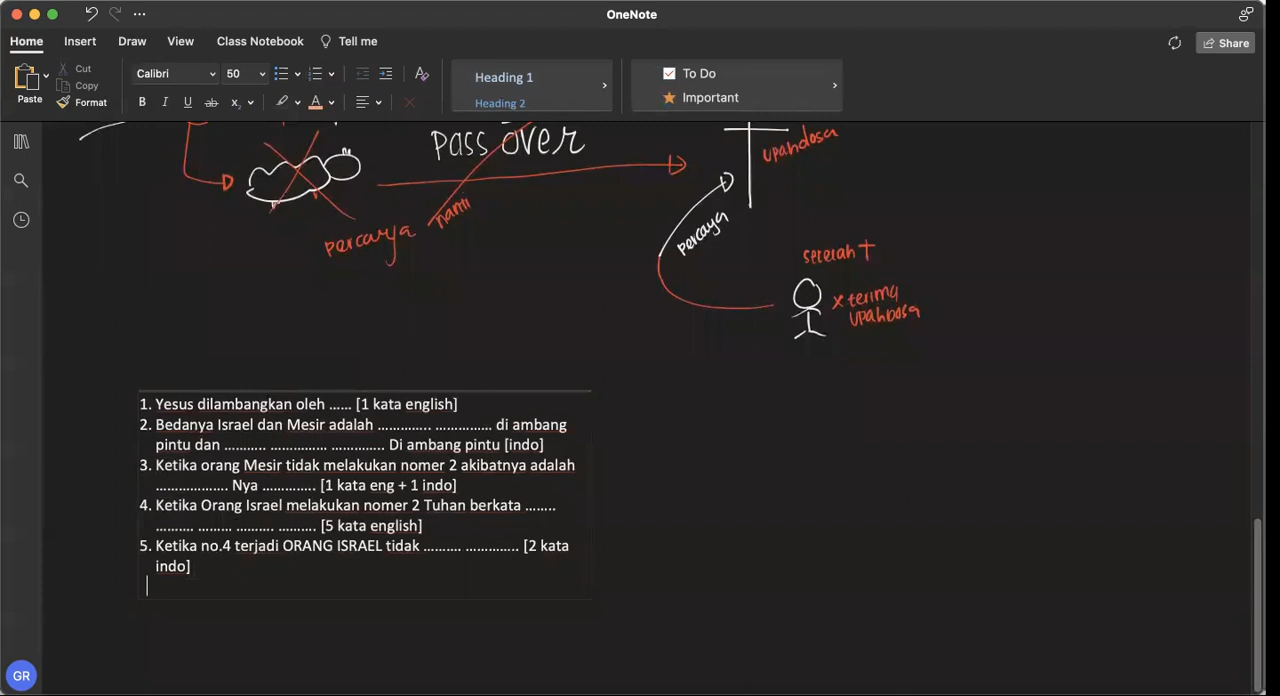 OneNote
Home Insert Draw View Class Notebook Tell me
Share
Paste
Cut
Copy
Format
Calibri 50
B I U ab x₂ A
Heading 1
Heading 2
To Do
Important
pass over
upahdosa
percaya
nanti
percaya
setelah †
x terima
upahdosa
1. Yesus dilambangkan oleh ...... [1 kata english]
2. Bedanya Israel dan Mesir adalah .............. ............... di ambang
pintu dan ........... ............... .............. Di ambang pintu [indo]
3. Ketika orang Mesir tidak melakukan nomer 2 akibatnya adalah
................... Nya .............. [1 kata eng + 1 indo]
4. Ketika Orang Israel melakukan nomer 2 Tuhan berkata ........
.......... ......... .......... .......... [5 kata english]
5. Ketika no.4 terjadi ORANG ISRAEL tidak .......... .............. [2 kata
indo]
GR